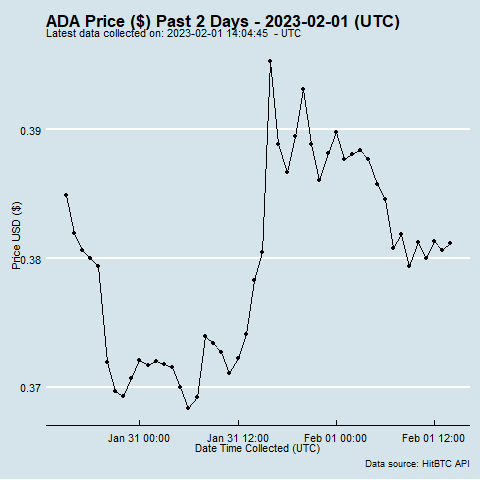 ADA Price ($) Past 2 Days - 2023-02-01 (UTC)
Latest data collected on: 2023-02-01 14:04:45  - UTC
Price USD ($)
0.39
0.38
0.37
Jan 31 00:00
Jan 31 12:00
Feb 01 00:00
Feb 01 12:00
Date Time Collected (UTC)
Data source: HitBTC API